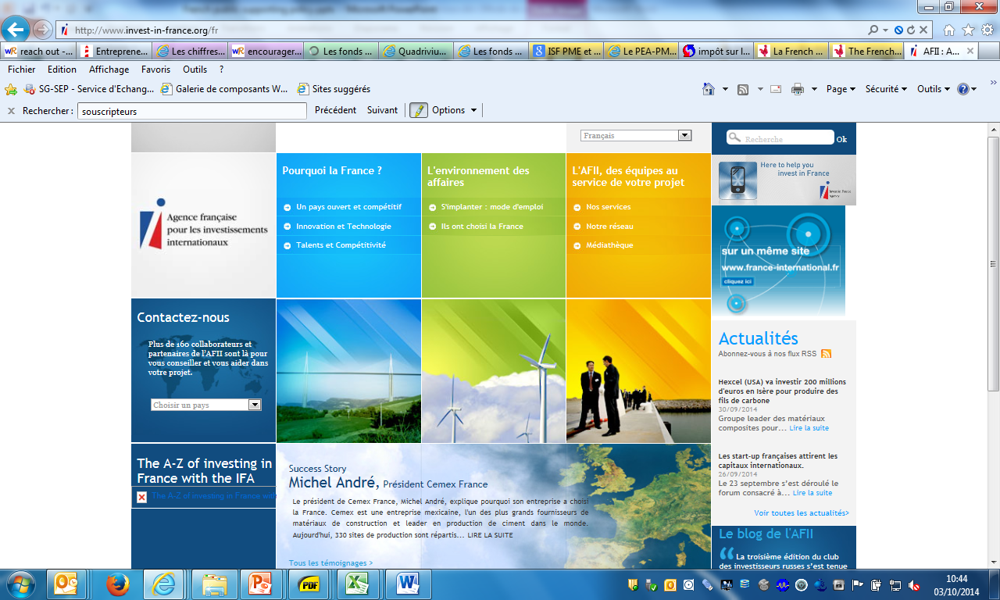 http://www.invest-in-france.org/fr
reach out -... Entreprene... Les chiffres... encourager... Les fonds ... Quadriviu... Les fonds ... ISF PME et ... Le PEA-PM... impôt sur l... La French ... The French... AFII : A...
Fichier Edition Affichage Favoris Outils ?
SG-SEP - Service d'Echang... Galerie de composants W... Sites suggérés
Page Sécurité Outils
Rechercher : souscripteurs Précédent Suivant Options
Français
Recherche Ok
Agence française
pour les investissements
internationaux
Pourquoi la France ?
Un pays ouvert et compétitif
Innovation et Technologie
Talents et Compétitivité
L'environnement des
affaires
S'implanter : mode d'emploi
Ils ont choisi la France
L'AFII, des équipes au
service de votre projet
Nos services
Notre réseau
Médiathèque
Here to help you
invest in France
sur un même site
www.france-international.fr
cliquez ici
Contactez-nous
Plus de 160 collaborateurs et
partenaires de l'AFII sont là pour
vous conseiller et vous aider dans
votre projet.
Choisir un pays
The A-Z of investing in
France with the IFA
The A-Z of investing in France with
Success Story
Michel André, Président Cemex France
Le président de Cemex France, Michel André, explique pourquoi son entreprise a choisi
la France. Cemex est une entreprise mexicaine, l'un des plus grands fournisseurs de
matériaux de construction et leader en production de ciment dans le monde.
Aujourd'hui, 330 sites de production sont répartis... LIRE LA SUITE
Tous les témoignages >
Actualités
Abonnez-vous á nos flux RSS
Hexcel (USA) va investir 200 millions
d'euros en Isère pour produire des
fils de carbone
30/09/2014
Groupe leader des matériaux
composites pour... Lire la suite
Les start-up françaises attirent les
capitaux internationaux.
26/09/2014
Le 23 septembre s'est déroulé le
forum consacré à... Lire la suite
Voir toutes les actualités>
Le blog de l'AFII
La troisième édition du club
des investisseurs russes s'est tenue
10:44
03/10/2014